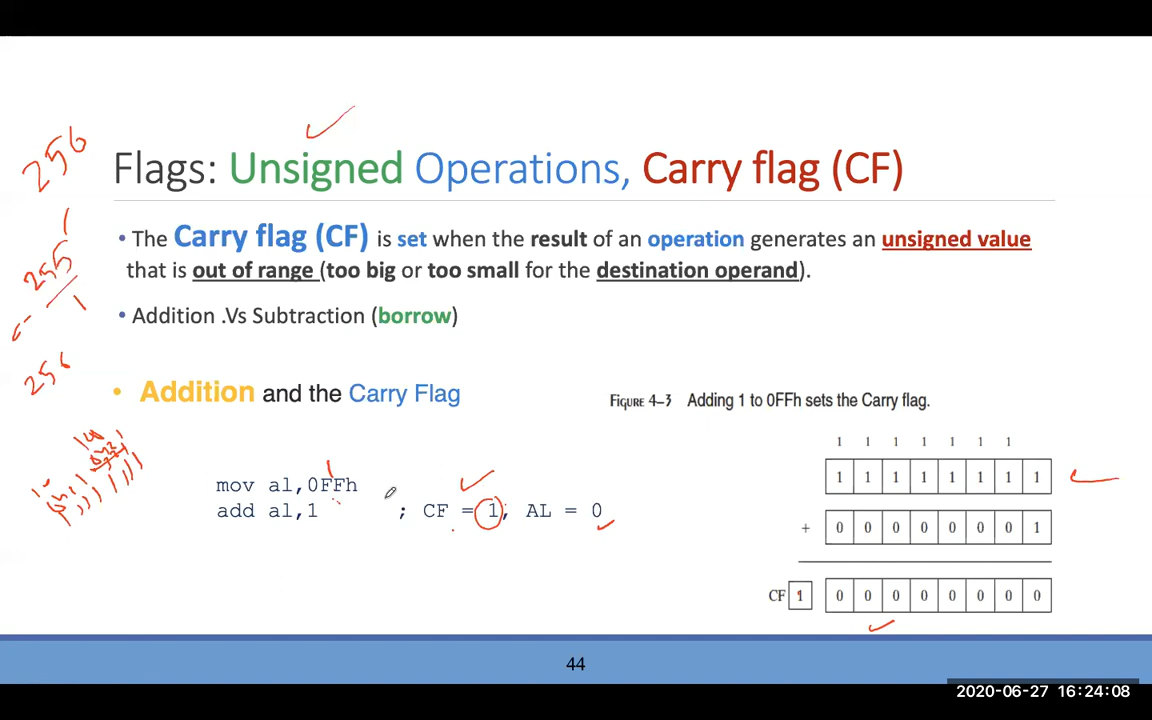 256
Flags: Unsigned Operations, Carry flag (CF)
1
255
1
256
• The Carry flag (CF) is set when the result of an operation generates an unsigned value
that is out of range (too big or too small for the destination operand).
• Addition .Vs Subtraction (borrow)
• Addition and the Carry Flag
FIGURE 4–3 Adding 1 to 0FFh sets the Carry flag.
1 1 1 1 1 1 1
1 1 1 1 1 1 1 1
mov al,0FFh
add al,1 ; CF = 1, AL = 0
+ 0 0 0 0 0 0 0 1
CF 1 0 0 0 0 0 0 0 0
44
2020-06-27 16:24:08